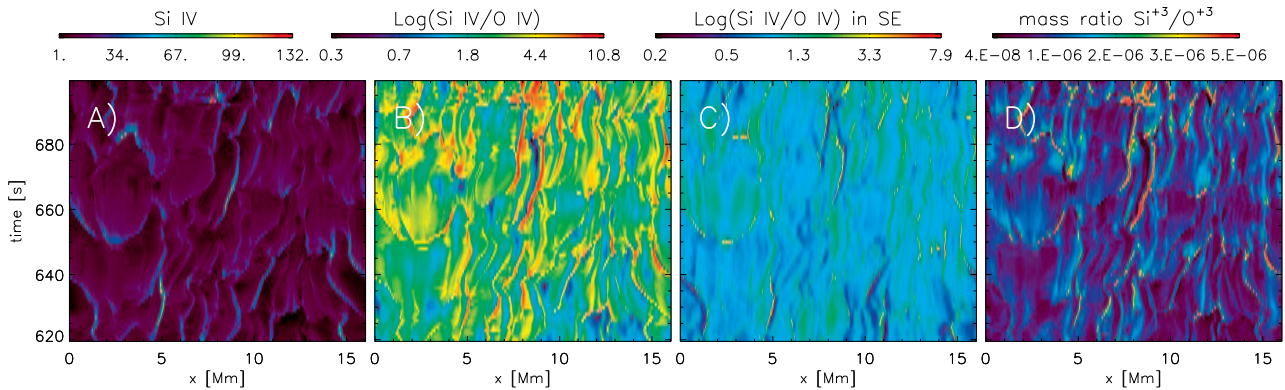 Si IV Log(Si IV/O IV) Log(Si IV/O IV) in SE mass ratio Si+3/O+3
1. 34. 67. 99. 132. 0.3 0.7 1.8 4.4 10.8 0.2 0.5 1.3 3.3 7.9 4.E-08 1.E-06 2.E-06 3.E-06 5.E-06
A) B) C) D)
680
660
640
620
time [s]
0 5 10 15 0 5 10 15 0 5 10 15 0 5 10 15
x [Mm] x [Mm] x [Mm] x [Mm]